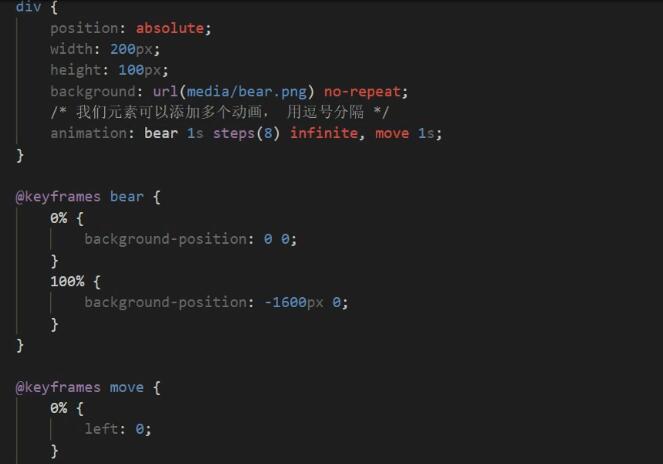 div {
position: absolute;
width: 200px;
height: 100px;
background: url(media/bear.png) no-repeat;
/* 我们元素可以添加多个动画， 用逗号分隔 */
animation: bear 1s steps(8) infinite, move 1s;
}
@keyframes bear {
0% {
background-position: 0 0;
}
100% {
background-position: -1600px 0;
}
}
@keyframes move {
0% {
left: 0;
}